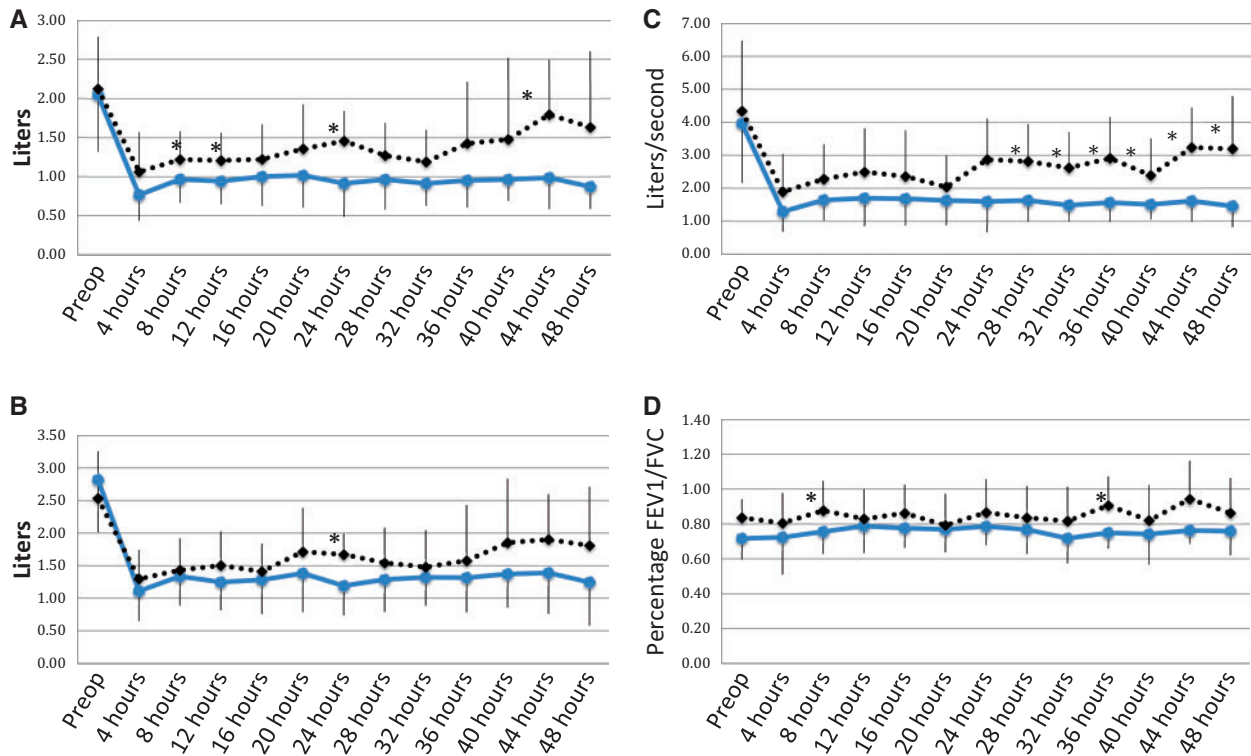 A
Liters
3.00
2.50
2.00
1.50
1.00
0.50
0.00
* * * *
Preop
4 hours
8 hours
12 hours
16 hours
20 hours
24 hours
28 hours
32 hours
36 hours
40 hours
44 hours
48 hours
B
Liters
3.50
3.00
2.50
2.00
1.50
1.00
0.50
0.00
*
Preop
4 hours
8 hours
12 hours
16 hours
20 hours
24 hours
28 hours
32 hours
36 hours
40 hours
44 hours
48 hours
C
Liters/second
7.00
6.00
5.00
4.00
3.00
2.00
1.00
0.00
* * * * * *
Preop
4 hours
8 hours
12 hours
16 hours
20 hours
24 hours
28 hours
32 hours
36 hours
40 hours
44 hours
48 hours
D
Percentage FEV1/FVC
1.40
1.20
1.00
0.80
0.60
0.40
0.20
0.00
* *
Preop
4 hours
8 hours
12 hours
16 hours
20 hours
24 hours
28 hours
32 hours
36 hours
40 hours
44 hours
48 hours